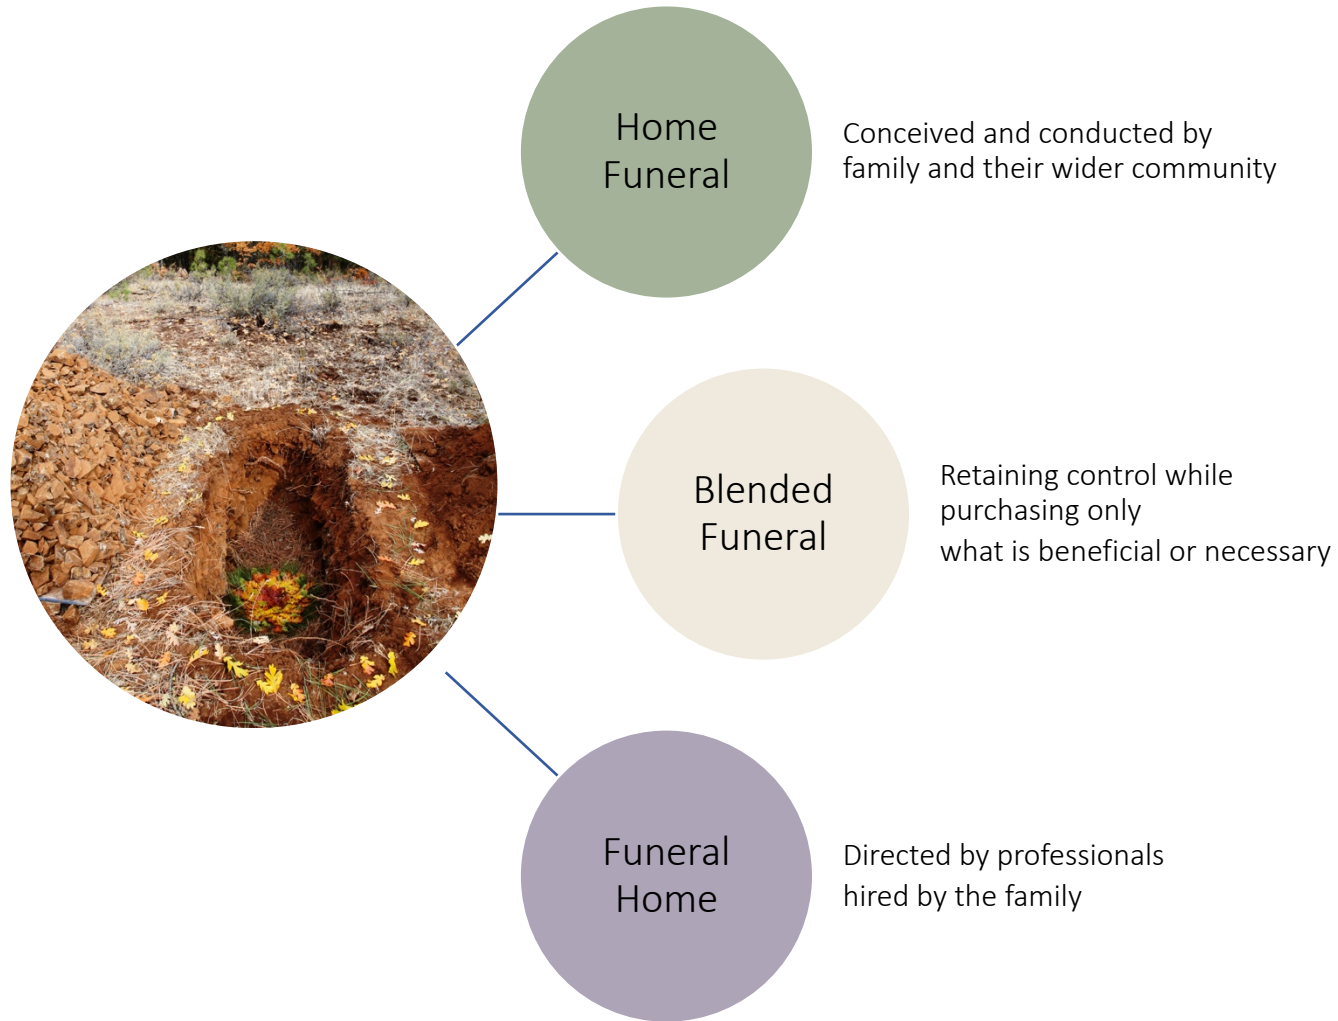 Home
Funeral
Conceived and conducted by
family and their wider community
Blended
Funeral
Retaining control while
purchasing only
what is beneficial or necessary
Funeral
Home
Directed by professionals
hired by the family